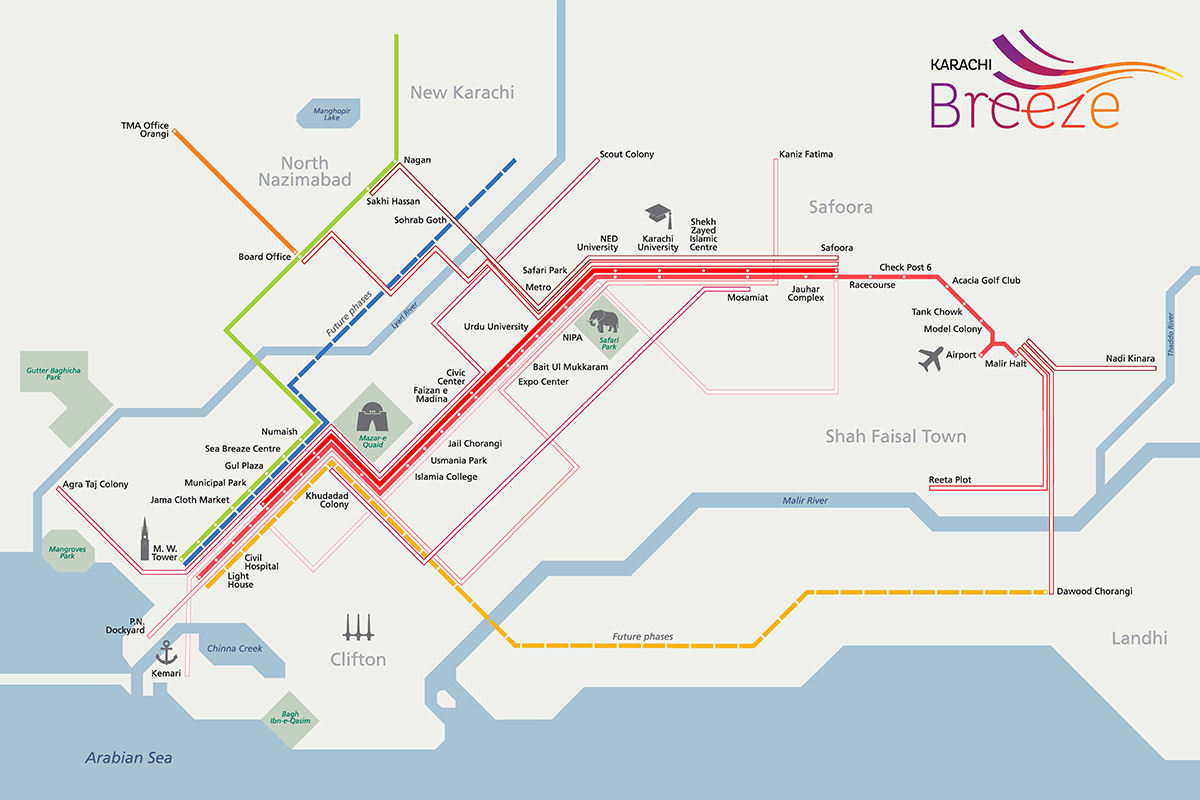 KARACHI
Breeze
New Karachi
Manghopir
Lake
TMA Office
Orangi
North
Nazimabad
Nagan
Scout Colony
Kaniz Fatima
Sakhi Hassan
Sohrab Goth
Safoora
Board Office
NED
University
Karachi
University
Shekh
Zayed
Islamic
Centre
Safoora
Safari Park
Metro
Check Post 6
Racecourse
Acacia Golf Club
Mosamiat
Jauhar
Complex
Future phases
Lyari River
Urdu University
NIPA
Safari
Park
Tank Chowk
Model Colony
Airport
Malir Halt
Nadi Kinara
Thaddo River
Gutter Baghicha
Park
Civic
Center
Faizan e
Madina
Bait Ul Mukkaram
Expo Center
Mazar-e
Quaid
Numaish
Sea Breeze Centre
Gul Plaza
Municipal Park
Jama Cloth Market
Jail Chorangi
Usmania Park
Islamia College
Shah Faisal Town
Agra Taj Colony
Reeta Plot
Khudadad
Colony
Malir River
Mangroves
Park
M. W.
Tower
Civil
Hospital
Light
House
Dawood Chorangi
P.N.
Dockyard
Future phases
Landhi
Chinna Creek
Clifton
Kemari
Bagh
Ibn-e-Qasim
Arabian Sea